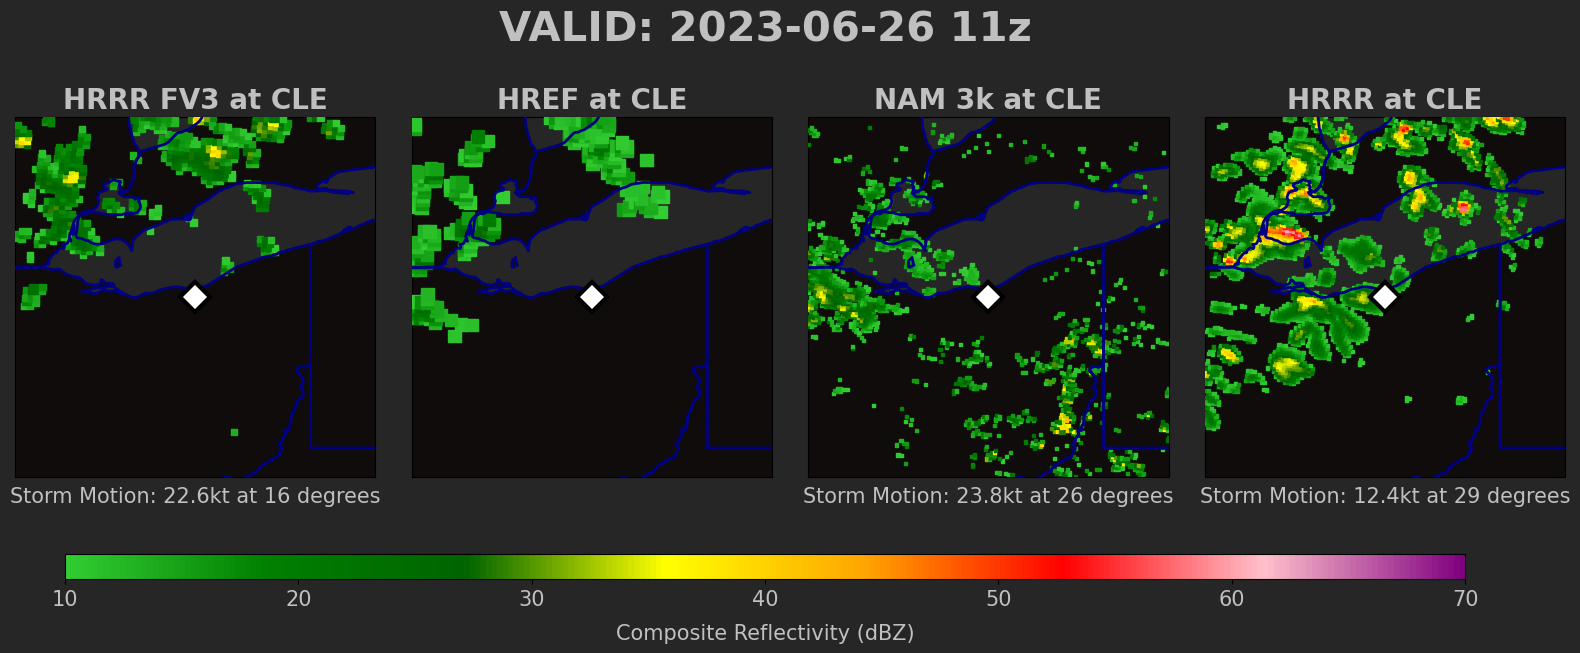 VALID: 2023-06-26 11z
HRRR FV3 at CLE
HREF at CLE
NAM 3k at CLE
HRRR at CLE
Storm Motion: 22.6kt at 16 degrees
Storm Motion: 23.8kt at 26 degrees
Storm Motion: 12.4kt at 29 degrees
10 20 30 40 50 60 70
Composite Reflectivity (dBZ)